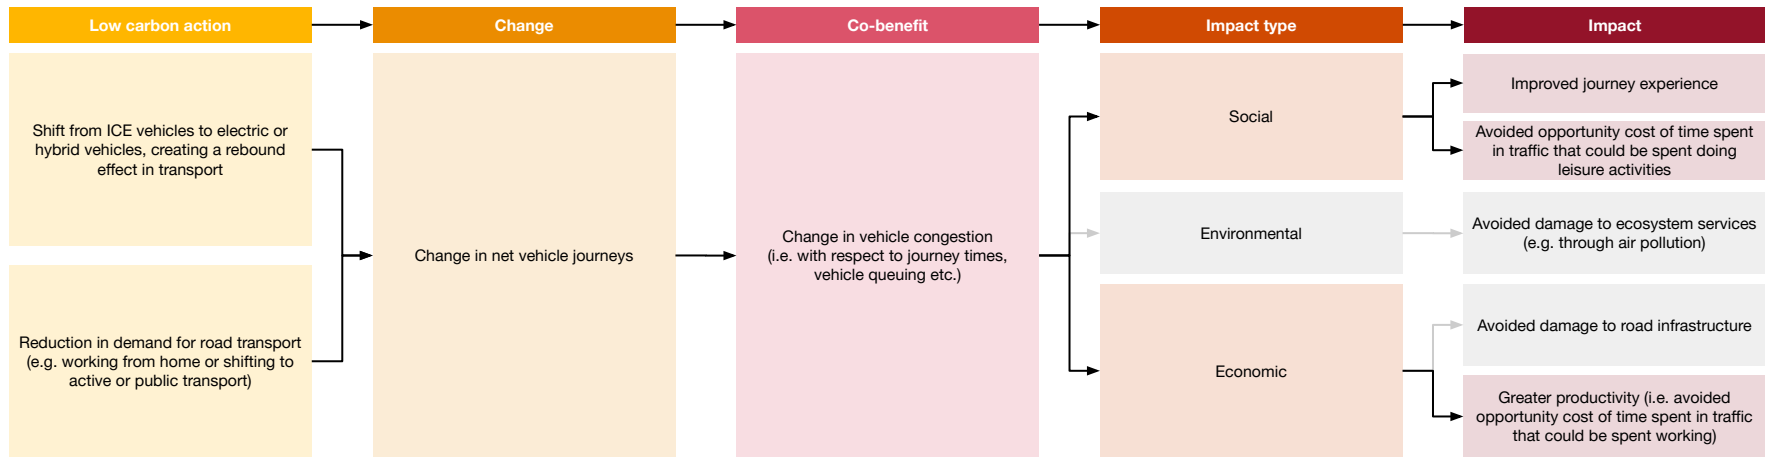 Low carbon action
Change
Co-benefit
Impact type
Impact
Shift from ICE vehicles to electric or
hybrid vehicles, creating a rebound
effect in transport
Reduction in demand for road transport
(e.g. working from home or shifting to
active or public transport)
Change in net vehicle journeys
Change in vehicle congestion
(i.e. with respect to journey times,
vehicle queuing etc.)
Social
Environmental
Economic
Improved journey experience
Avoided opportunity cost of time spent
in traffic that could be spent doing
leisure activities
Avoided damage to ecosystem services
(e.g. through air pollution)
Avoided damage to road infrastructure
Greater productivity (i.e. avoided
opportunity cost of time spent in traffic
that could be spent working)